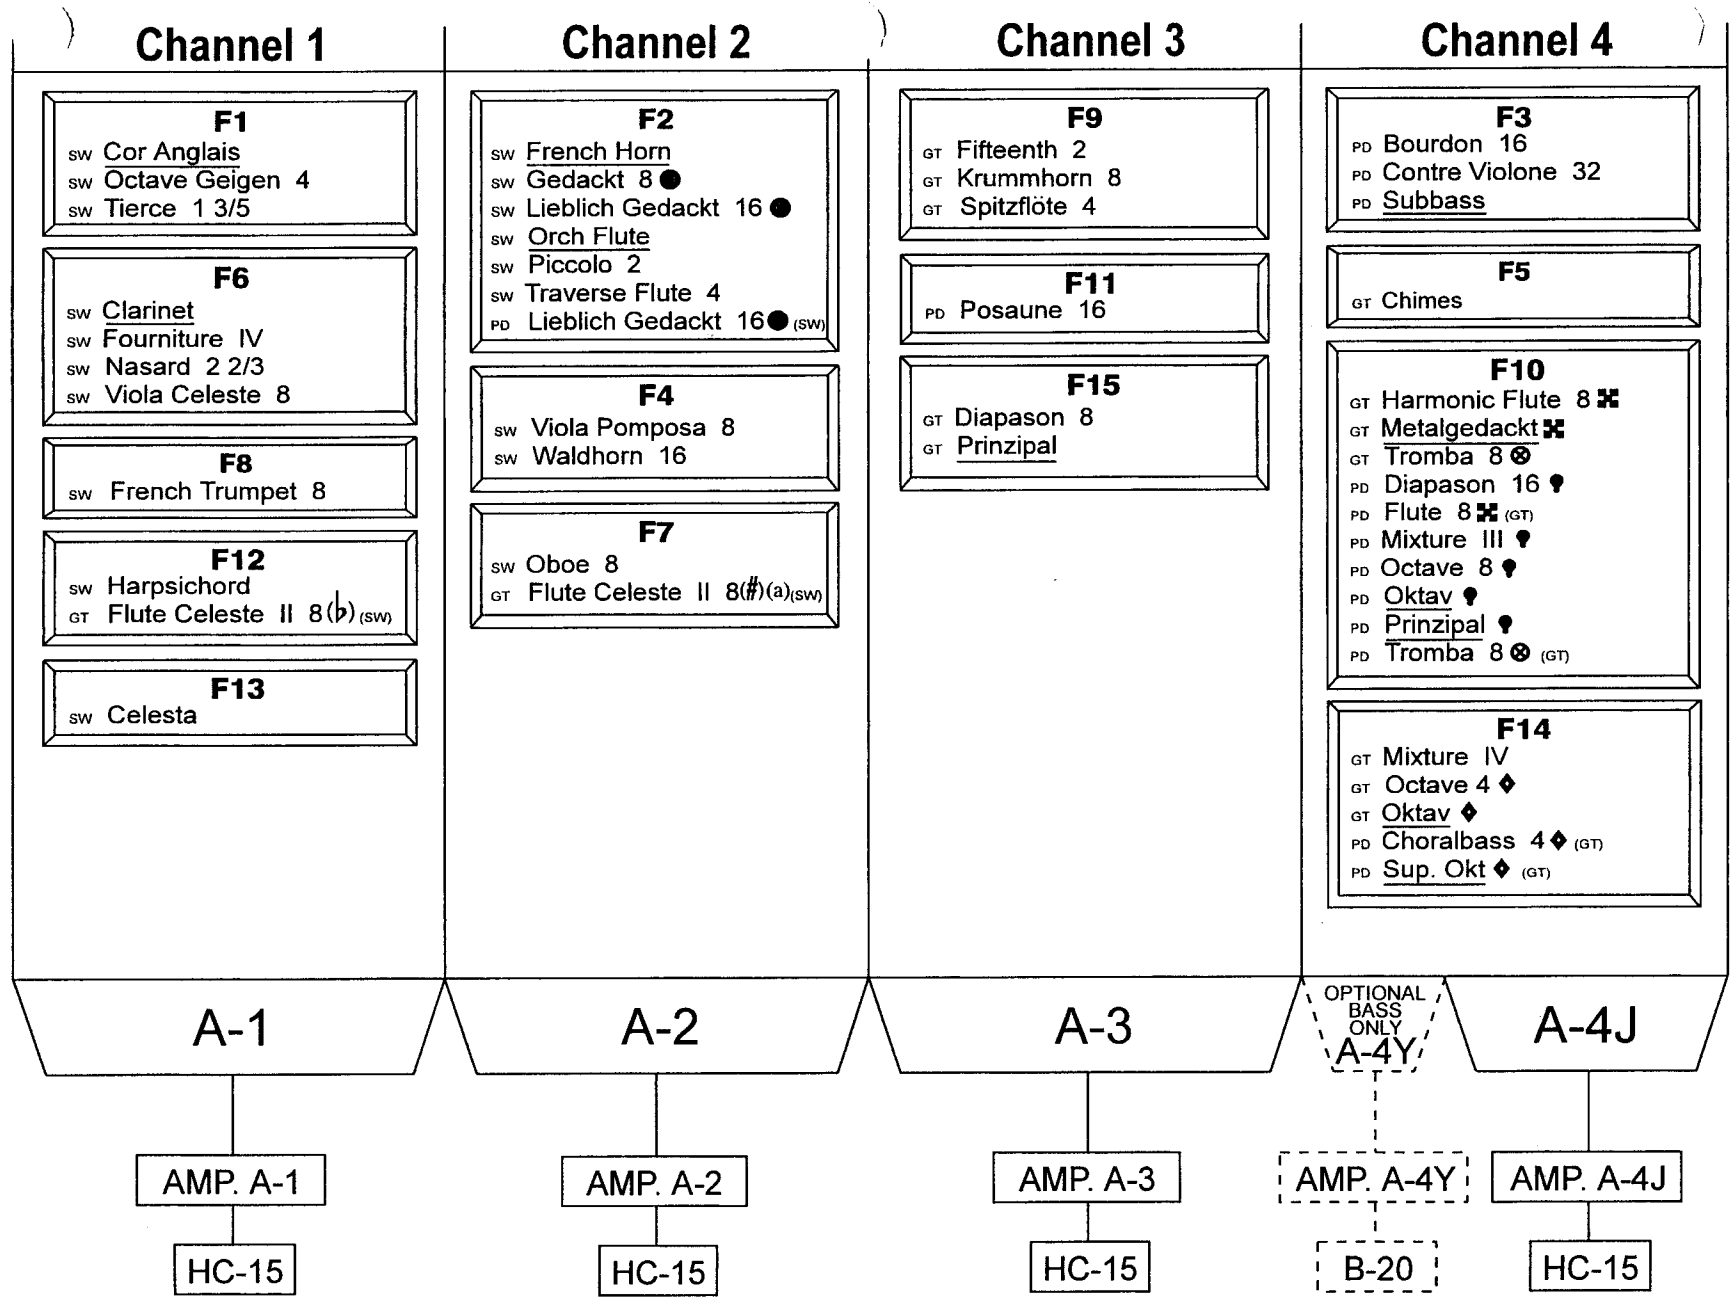 Channel 1
F1
SW Cor Anglais
SW Octave Geigen 4
SW Tierce 1 3/5
F6
SW Clarinet
SW Fourniture IV
SW Nasard 2 2/3
SW Viola Celeste 8
F8
SW French Trumpet 8
F12
SW Harpsichord
GT Flute Celeste II 8(♭)(SW)
F13
SW Celesta
A-1
AMP. A-1
HC-15
Channel 2
F2
SW French Horn
SW Gedackt 8 ●
SW Lieblich Gedackt 16 ●
SW Orch Flute
SW Piccolo 2
SW Traverse Flute 4
PD Lieblich Gedackt 16 ● (SW)
F4
SW Viola Pomposa 8
SW Waldhorn 16
F7
SW Oboe 8
GT Flute Celeste II 8(#)(a)(SW)
A-2
AMP. A-2
HC-15
Channel 3
F9
GT Fifteenth 2
GT Krummhorn 8
GT Spitzflöte 4
F11
PD Posaune 16
F15
GT Diapason 8
GT Prinzipal
A-3
AMP. A-3
HC-15
Channel 4
F3
PD Bourdon 16
PD Contre Violone 32
PD Subbass
F5
GT Chimes
F10
GT Harmonic Flute 8
GT Metalgedackt
GT Tromba 8 ⊗
PD Diapason 16
PD Flute 8 (GT)
PD Mixture III
PD Octave 8
PD Oktav
PD Prinzipal
PD Tromba 8 ⊗ (GT)
F14
GT Mixture IV
GT Octave 4
GT Oktav
PD Choralbass 4 (GT)
PD Sup. Okt (GT)
OPTIONAL
BASS
ONLY
A-4Y
AMP. A-4Y
B-20
A-4J
AMP. A-4J
HC-15